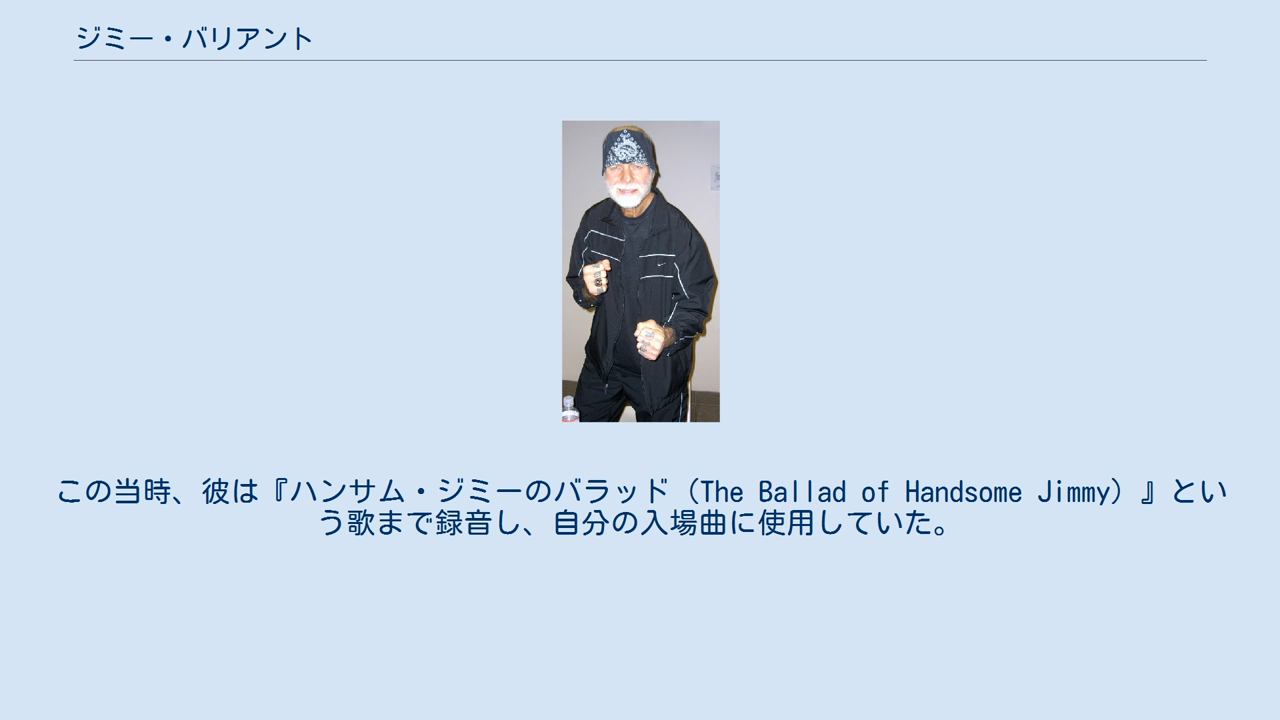 ジミー・バリアント
この当時、彼は『ハンサム・ジミーのバラッド（The Ballad of Handsome Jimmy）』とい
う歌まで録音し、自分の入場曲に使用していた。